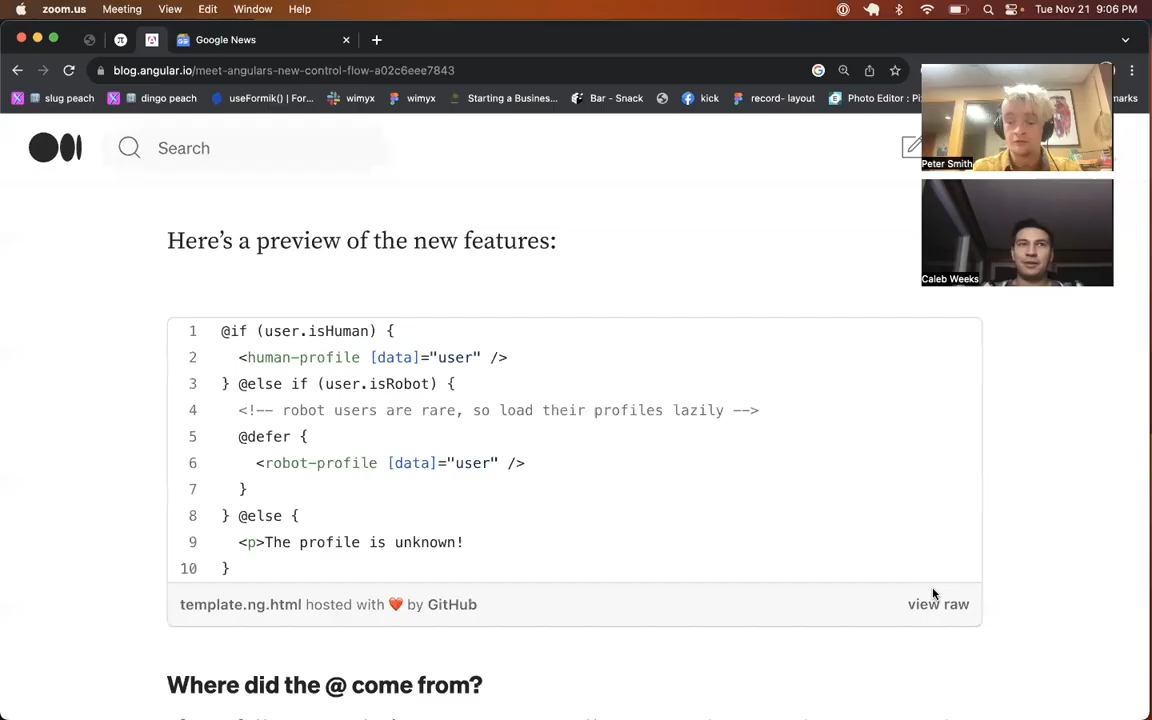 zoom.us Meeting View Edit Window Help Tue Nov 21 9:06 PM
Google News
blog.angular.io/meet-angulars-new-control-flow-a02c6eee7843
slug peach dingo peach useFormik() | For... wimyx wimyx Starting a Busines... Bar - Snack kick record- layout Photo Editor : Pi marks
Search
Peter Smith
Caleb Weeks
Here’s a preview of the new features:
1 @if (user.isHuman) {
2 <human-profile [data]="user" />
3 } @else if (user.isRobot) {
4 <!-- robot users are rare, so load their profiles lazily -->
5 @defer {
6 <robot-profile [data]="user" />
7 }
8 } @else {
9 <p>The profile is unknown!
10 }
template.ng.html hosted with ❤ by GitHub view raw
Where did the @ come from?